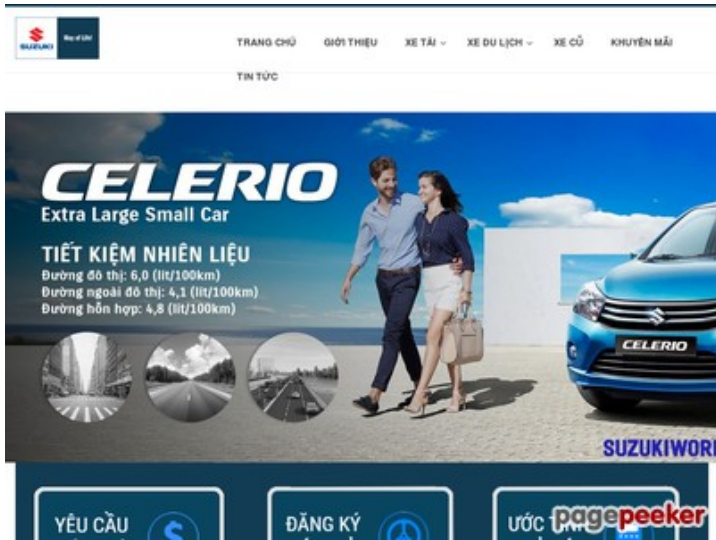 SUZUKI
Way of Life!
TRANG CHỦ GIỚI THIỆU XE TẢI XE DU LỊCH XE CŨ KHUYẾN MÃI
TIN TỨC
CELERIO
Extra Large Small Car
TIẾT KIỆM NHIÊN LIỆU
Đường đô thị: 6,0 (lít/100km)
Đường ngoài đô thị: 4,1 (lít/100km)
Đường hỗn hợp: 4,8 (lít/100km)
CELERIO
SUZUKIWORL
YÊU CẦU
ĐĂNG KÝ
ƯỚC TÍNH
pagepeeker